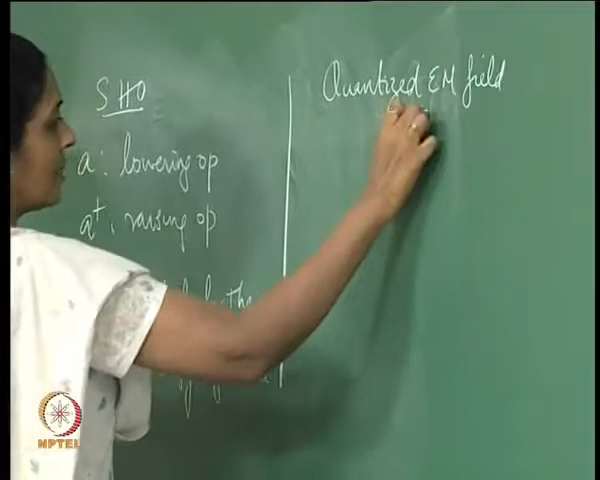 SHO
a: lowering op
a†: raising op
Quantized EM field
NPTEL